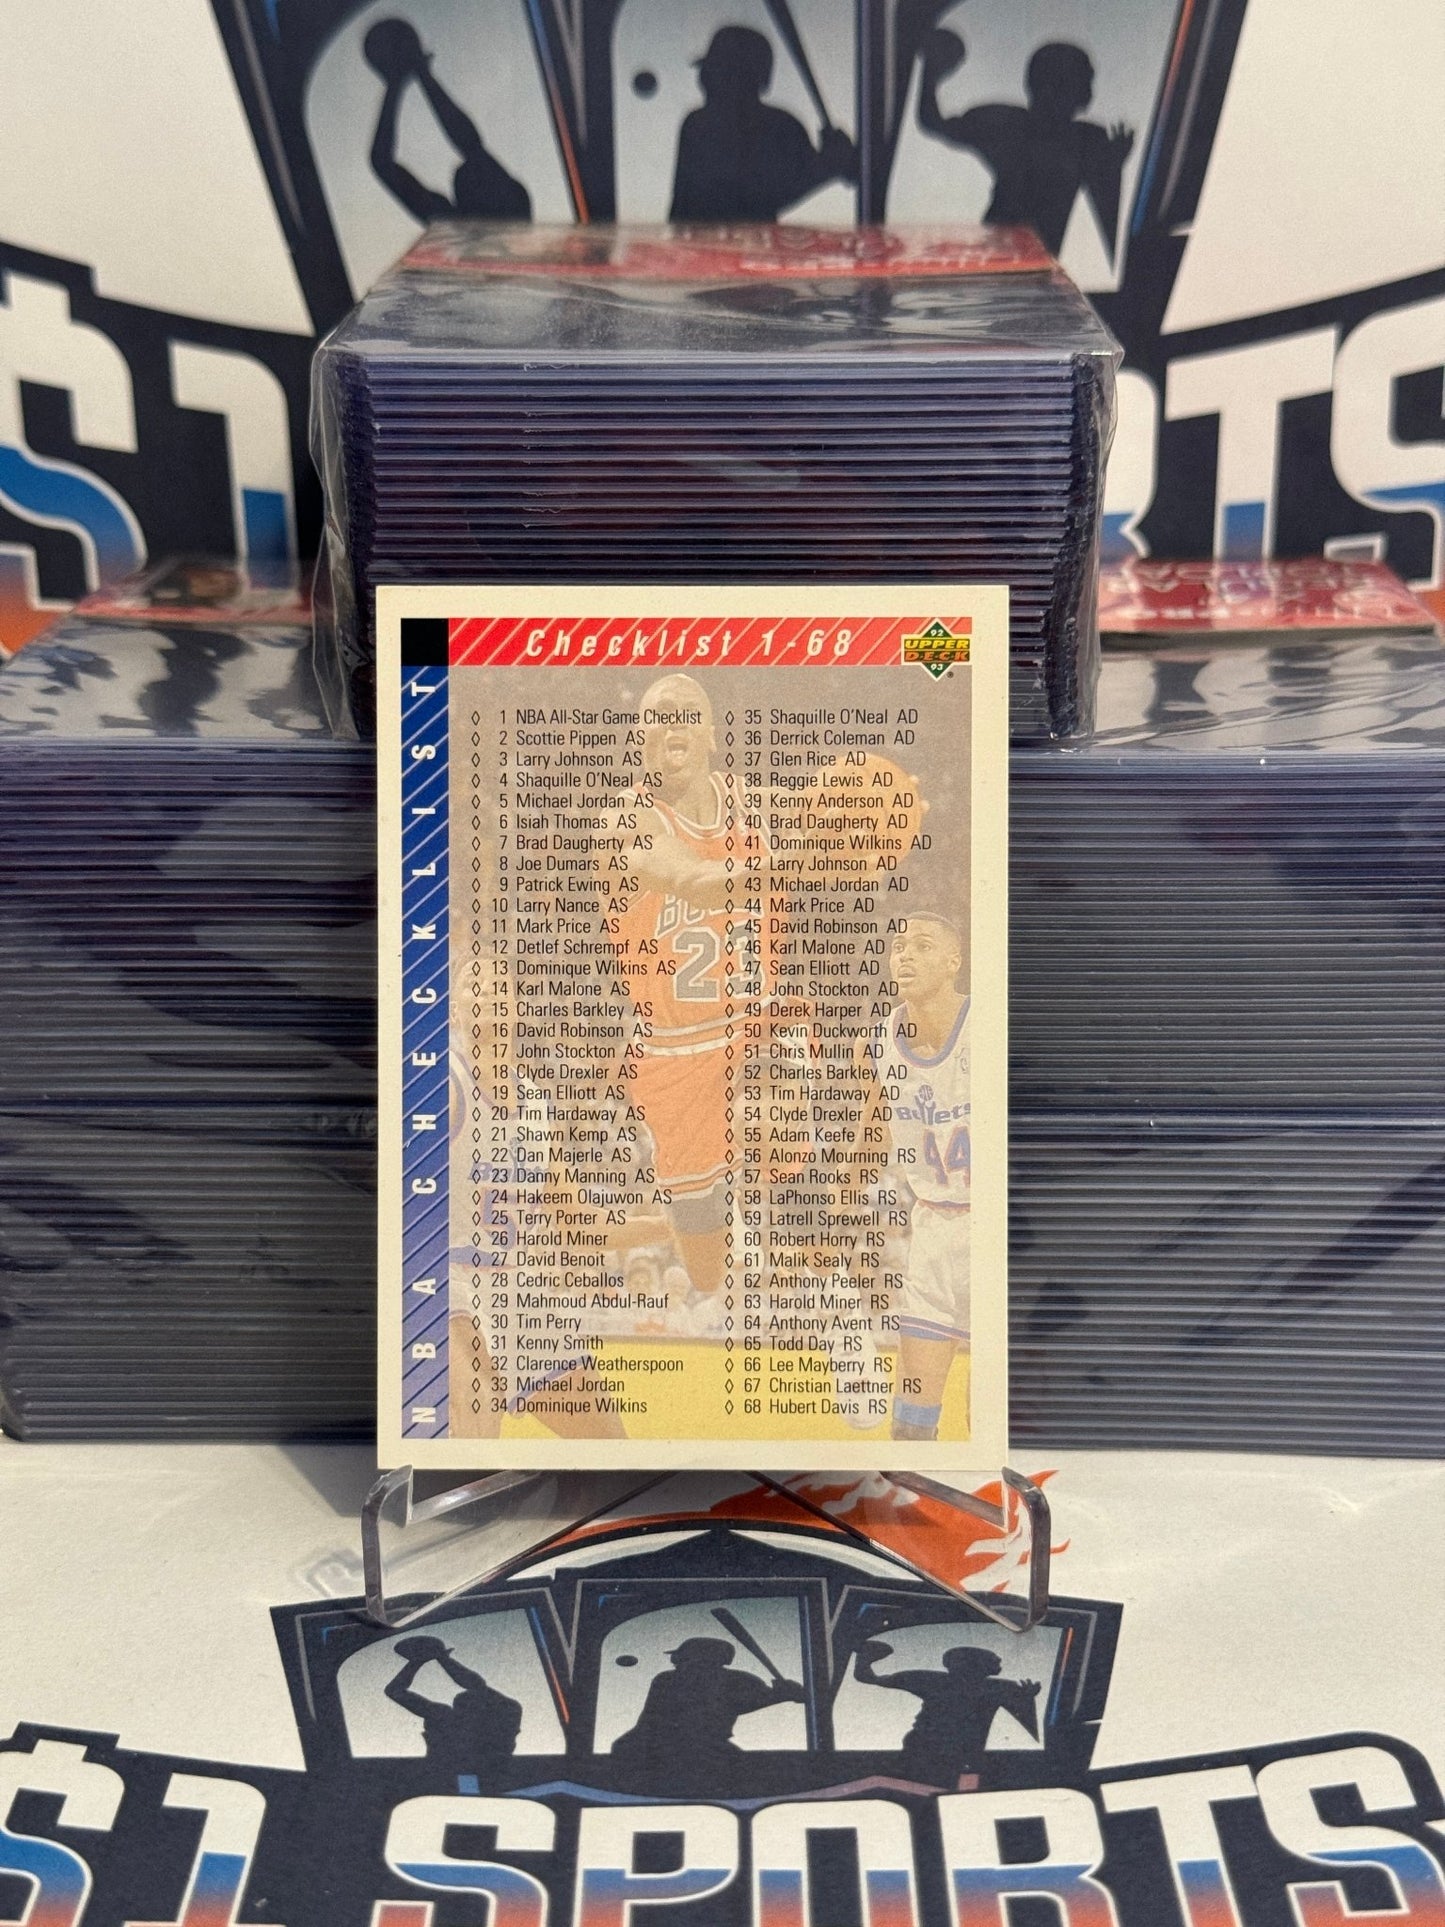 $1 SPORTS
Checklist 1-68
92
UPPER
DECK
93
®
NBA CHECKLIST
◊ 1 NBA All-Star Game Checklist
◊ 2 Scottie Pippen AS
◊ 3 Larry Johnson AS
◊ 4 Shaquille O'Neal AS
◊ 5 Michael Jordan AS
◊ 6 Isiah Thomas AS
◊ 7 Brad Daugherty AS
◊ 8 Joe Dumars AS
◊ 9 Patrick Ewing AS
◊ 10 Larry Nance AS
◊ 11 Mark Price AS
◊ 12 Detlef Schrempf AS
◊ 13 Dominique Wilkins AS
◊ 14 Karl Malone AS
◊ 15 Charles Barkley AS
◊ 16 David Robinson AS
◊ 17 John Stockton AS
◊ 18 Clyde Drexler AS
◊ 19 Sean Elliott AS
◊ 20 Tim Hardaway AS
◊ 21 Shawn Kemp AS
◊ 22 Dan Majerle AS
◊ 23 Danny Manning AS
◊ 24 Hakeem Olajuwon AS
◊ 25 Terry Porter AS
◊ 26 Harold Miner
◊ 27 David Benoit
◊ 28 Cedric Ceballos
◊ 29 Mahmoud Abdul-Rauf
◊ 30 Tim Perry
◊ 31 Kenny Smith
◊ 32 Clarence Weatherspoon
◊ 33 Michael Jordan
◊ 34 Dominique Wilkins
◊ 35 Shaquille O'Neal AD
◊ 36 Derrick Coleman AD
◊ 37 Glen Rice AD
◊ 38 Reggie Lewis AD
◊ 39 Kenny Anderson AD
◊ 40 Brad Daugherty AD
◊ 41 Dominique Wilkins AD
◊ 42 Larry Johnson AD
◊ 43 Michael Jordan AD
◊ 44 Mark Price AD
◊ 45 David Robinson AD
◊ 46 Karl Malone AD
◊ 47 Sean Elliott AD
◊ 48 John Stockton AD
◊ 49 Derek Harper AD
◊ 50 Kevin Duckworth AD
◊ 51 Chris Mullin AD
◊ 52 Charles Barkley AD
◊ 53 Tim Hardaway AD
◊ 54 Clyde Drexler AD
◊ 55 Adam Keefe RS
◊ 56 Alonzo Mourning RS
◊ 57 Sean Rooks RS
◊ 58 LaPhonso Ellis RS
◊ 59 Latrell Sprewell RS
◊ 60 Robert Horry RS
◊ 61 Malik Sealy RS
◊ 62 Anthony Peeler RS
◊ 63 Harold Miner RS
◊ 64 Anthony Avent RS
◊ 65 Todd Day RS
◊ 66 Lee Mayberry RS
◊ 67 Christian Laettner RS
◊ 68 Hubert Davis RS
23
Bullets
44
$1 SPORTS